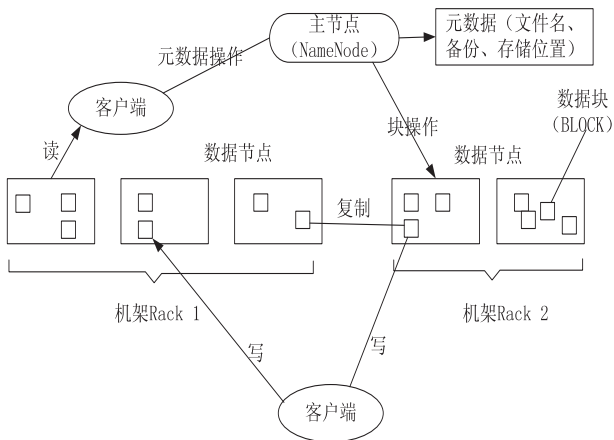 主节点
(NameNode)
元数据（文件名、
备份、存储位置）
元数据操作
客户端
数据块
(BLOCK)
读
块操作
数据节点
数据节点
复制
机架Rack 1
机架Rack 2
写
写
客户端